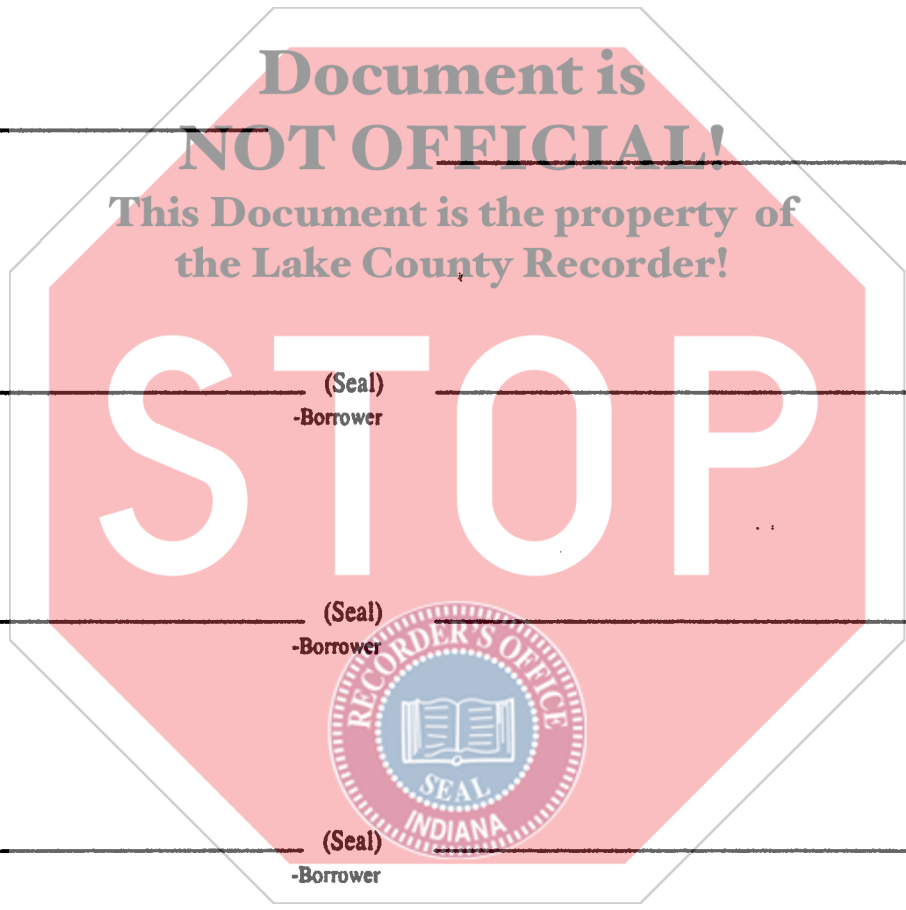 Document is
NOT OFFICIAL!
This Document is the property of
the Lake County Recorder!
STOP
(Seal)
-Borrower
(Seal)
-Borrower
RECORDER'S OFFICE
SEAL
INDIANA
(Seal)
-Borrower